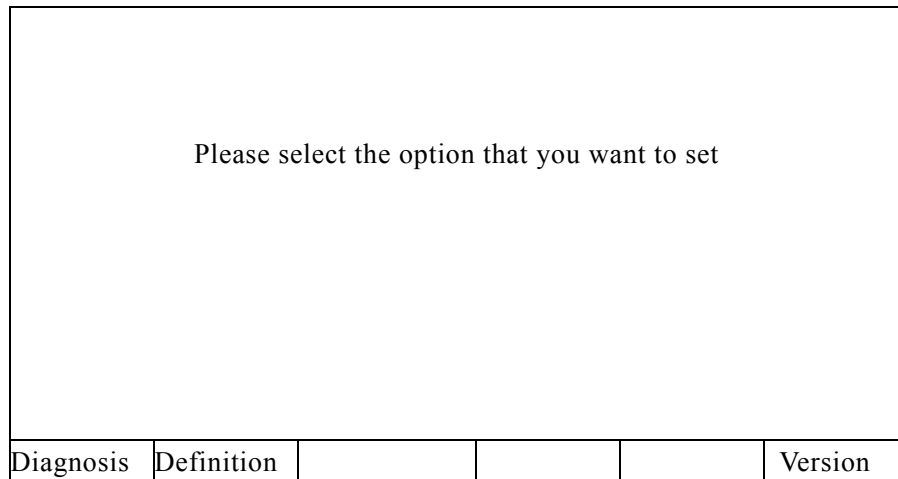 Please select the option that you want to set
Diagnosis Definition Version